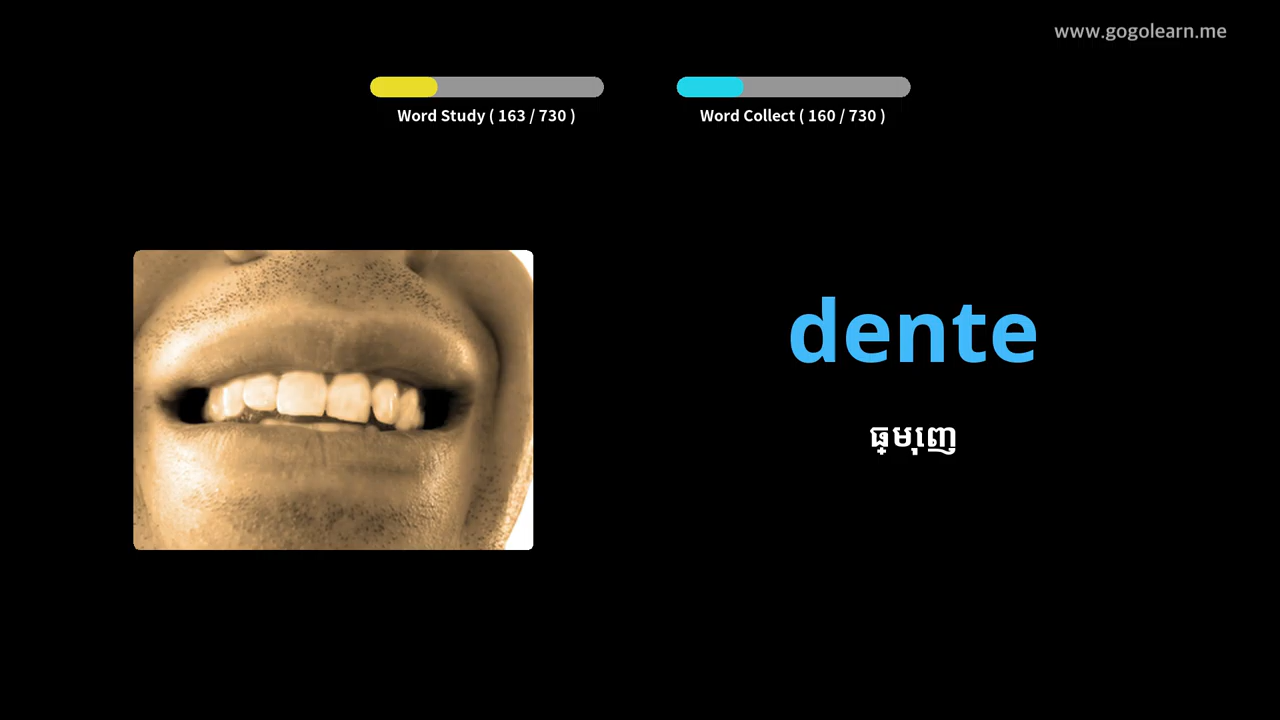 www.gogolearn.me
Word Study ( 163 / 730 )
Word Collect ( 160 / 730 )
dente
ធ្មេញ